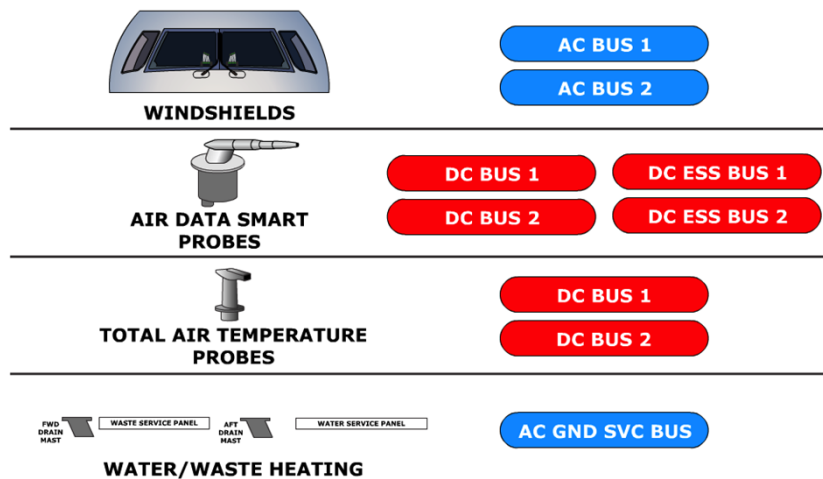 WINDSHIELDS
AC BUS 1
AC BUS 2
AIR DATA SMART
PROBES
DC BUS 1
DC ESS BUS 1
DC BUS 2
DC ESS BUS 2
TOTAL AIR TEMPERATURE
PROBES
DC BUS 1
DC BUS 2
FWD
DRAIN
MAST
WASTE SERVICE PANEL
AFT
DRAIN
MAST
WATER SERVICE PANEL
WATER/WASTE HEATING
AC GND SVC BUS